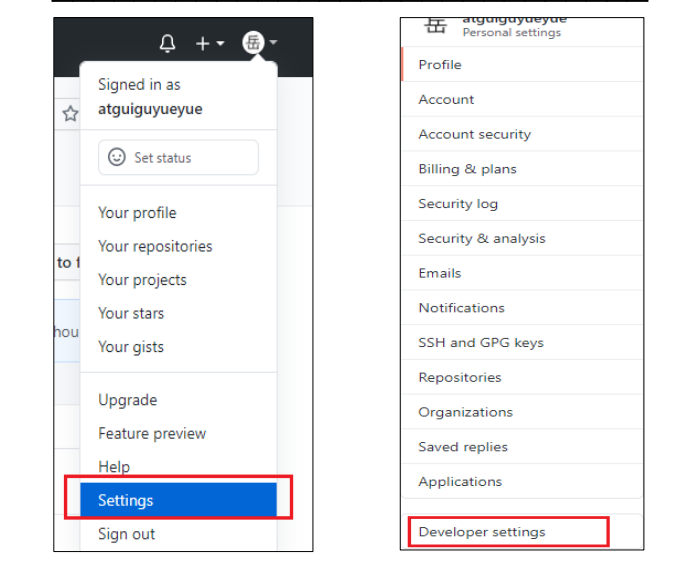 岳
Signed in as
atguiguyueyue
Set status
Your profile
Your repositories
to f
Your projects
Your stars
hou
Your gists
Upgrade
Feature preview
Help
Settings
Sign out
岳
atguiguyueyue
Personal settings
Profile
Account
Account security
Billing & plans
Security log
Security & analysis
Emails
Notifications
SSH and GPG keys
Repositories
Organizations
Saved replies
Applications
Developer settings